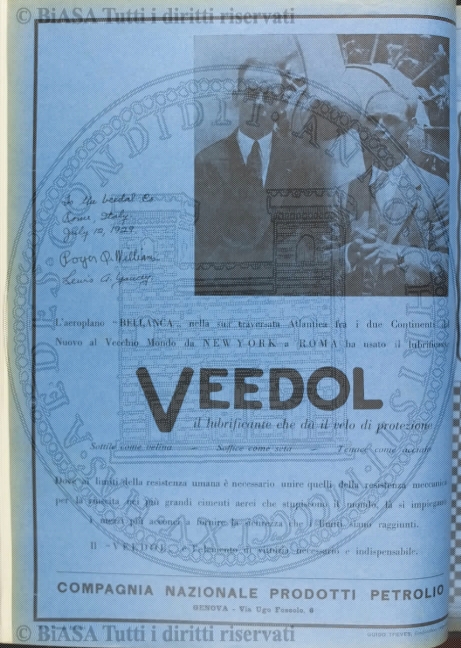 © BiASA Tutti i diritti riservati
To the Veedol Co
Rome, Italy
July 10, 1929
Roger Q. Williams
Lewis A. Yancey
L'aeroplano "BELLANCA", nella sua traversata Atlantica fra i due Continenti dal
Nuovo al Vecchio Mondo da NEW YORK a ROMA ha usato il lubrificante
VEEDOL
il lubrificante che dà il velo di protezione
Sottile come velina — Soffice come seta — Tenace come acciaio
Dove ai limiti della resistenza umana è necessario unire quelli della resistenza meccanica
per la riuscita nei più grandi cimenti aerei che stupiscono il mondo, là si impiegano
i mezzi più acconci a fornire la sicurezza che i limiti siano raggiunti.
Il "VEEDOL" è l'elemento di vittoria necessario e indispensabile.
COMPAGNIA NAZIONALE PRODOTTI PETROLIO
GENOVA - Via Ugo Foscolo, 6
© BiASA Tutti i diritti riservati